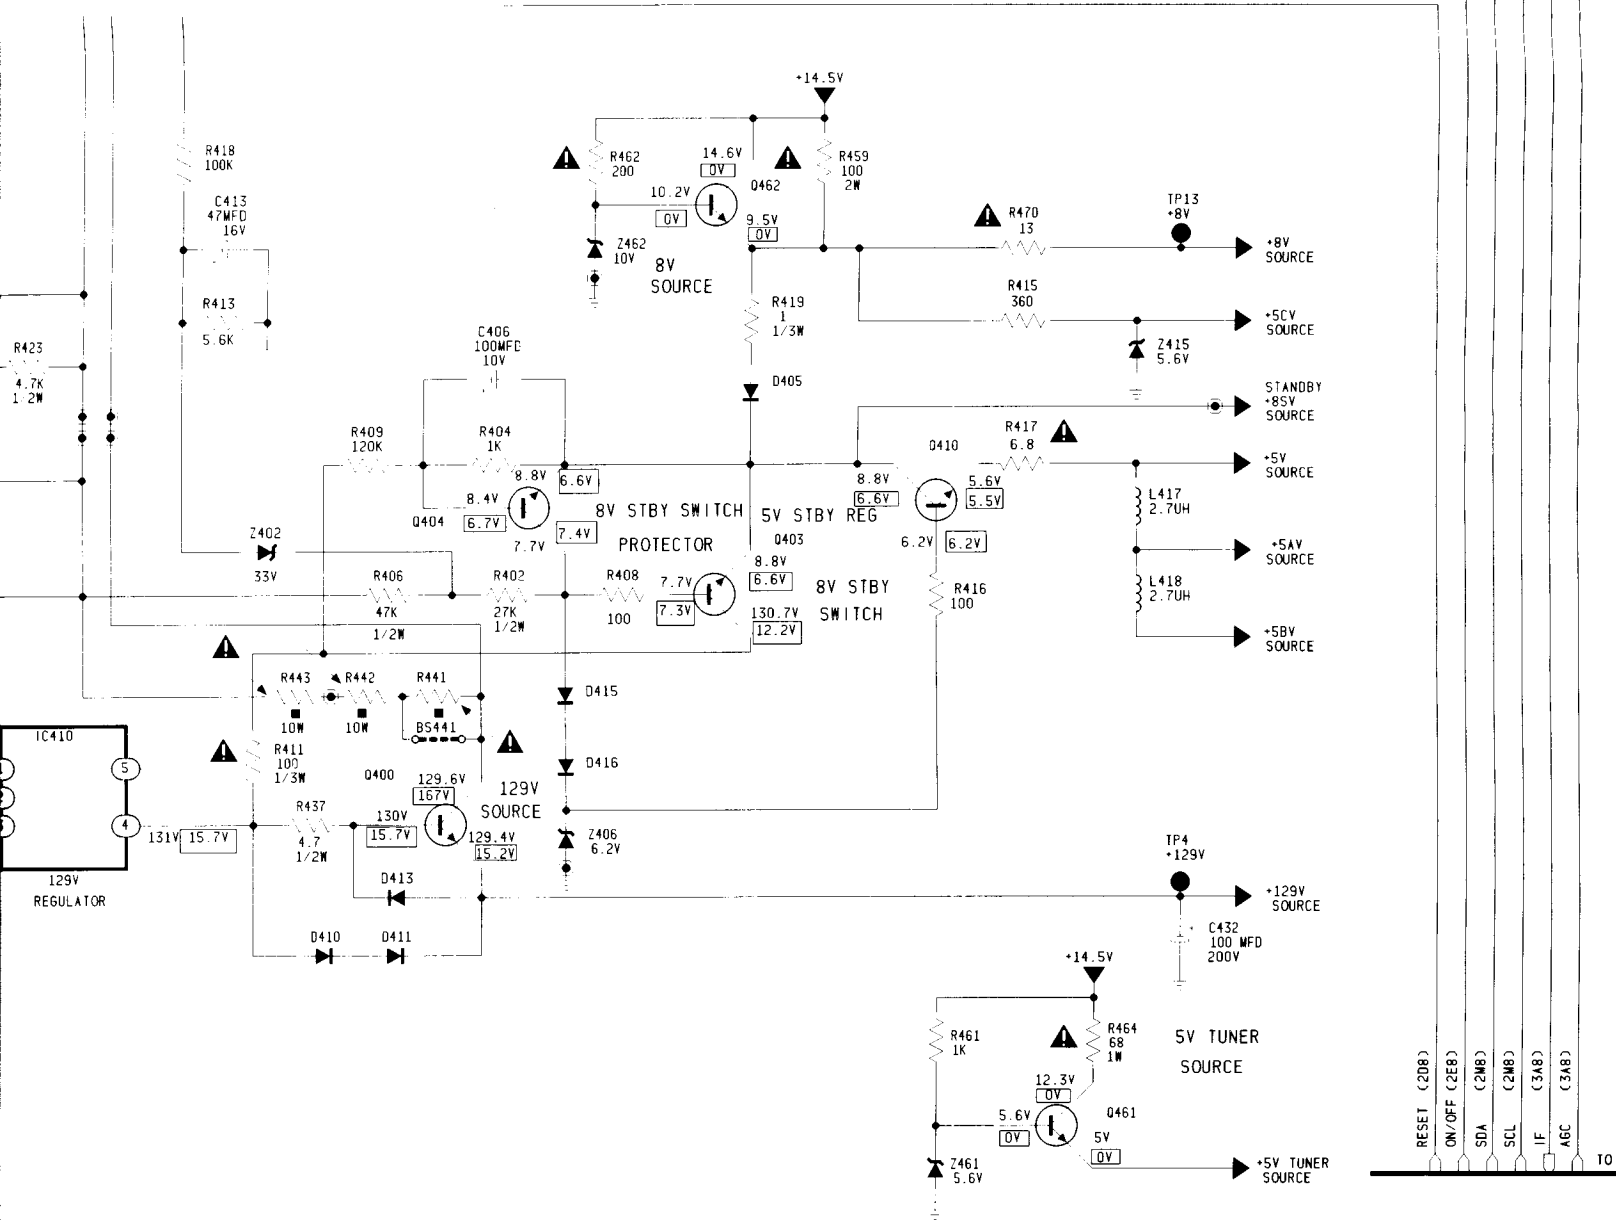 +14.5V
R418
100K
C413
47MFD
16V
R413
5.6K
R423
4.7K
1/2W
R462
200
14.6V
0V
Q462
10.2V
0V
9.5V
0V
R459
100
2W
Z462
10V
8V
SOURCE
R470
13
TP13
+8V
+8V
SOURCE
R419
1
1/3W
R415
360
+5CV
SOURCE
Z415
5.6V
C406
100MFD
10V
D405
STANDBY
+8SV
SOURCE
R409
120K
R404
1K
8.8V
6.6V
8.4V
6.7V
Q404
7.7V
7.4V
8V STBY SWITCH
PROTECTOR
5V STBY REG
Q403
8.8V
6.6V
Q410
R417
6.8
5.6V
5.5V
6.2V
6.2V
+5V
SOURCE
L417
2.7UH
+5AV
SOURCE
L418
2.7UH
+5BV
SOURCE
Z402
33V
R406
47K
1/2W
R402
27K
1/2W
R408
100
7.7V
7.3V
8.8V
6.6V
130.7V
12.2V
8V STBY
SWITCH
R416
100
R443
10W
R442
10W
R441
BS441
D415
D416
IC410
5
4
129V
REGULATOR
R411
100
1/3W
Q400
129.6V
167V
129V
SOURCE
R437
4.7
1/2W
130V
15.7V
131V
15.7V
129.4V
15.2V
Z406
6.2V
D413
D410
D411
TP4
+129V
+129V
SOURCE
C432
100 MFD
200V
+14.5V
R461
1K
R464
68
1W
5V TUNER
SOURCE
12.3V
0V
Q461
5.6V
0V
5V
0V
Z461
5.6V
+5V TUNER
SOURCE
RESET (2D8)
ON/OFF (2E8)
SDA (2M8)
SCL (2M8)
IF (3A8)
AGC (3A8)
TO